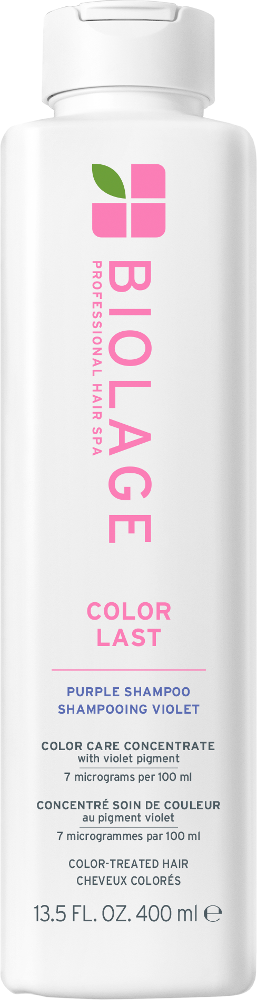 BIOLAGE
PROFESSIONAL HAIR SPA
COLOR
LAST
PURPLE SHAMPOO
SHAMPOOING VIOLET
COLOR CARE CONCENTRATE
with violet pigment
7 micrograms per 100 ml
CONCENTRÉ SOIN DE COULEUR
au pigment violet
7 microgrammes par 100 ml
COLOR-TREATED HAIR
CHEVEUX COLORÉS
13.5 FL. OZ. 400 ml ℮